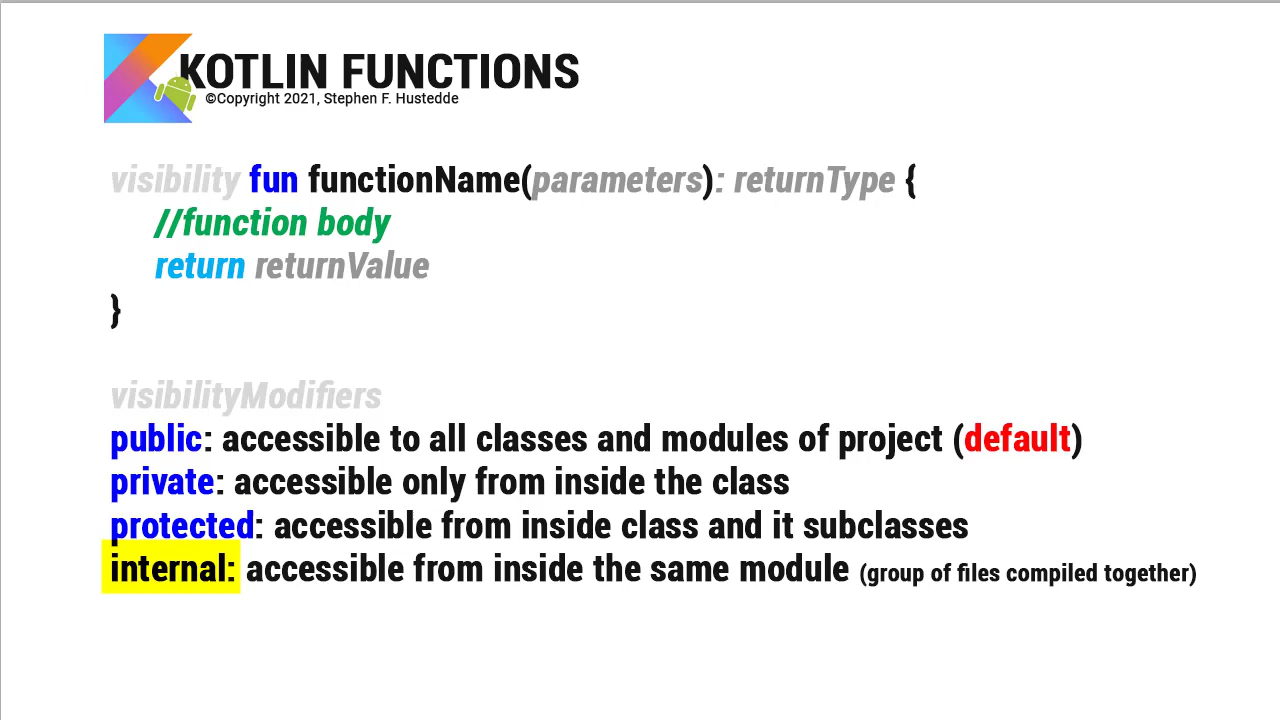 KOTLIN FUNCTIONS
©Copyright 2021, Stephen F. Hustedde
visibility fun functionName(parameters): returnType {
//function body
return returnValue
}
visibilityModifiers
public: accessible to all classes and modules of project (default)
private: accessible only from inside the class
protected: accessible from inside class and it subclasses
internal: accessible from inside the same module (group of files compiled together)